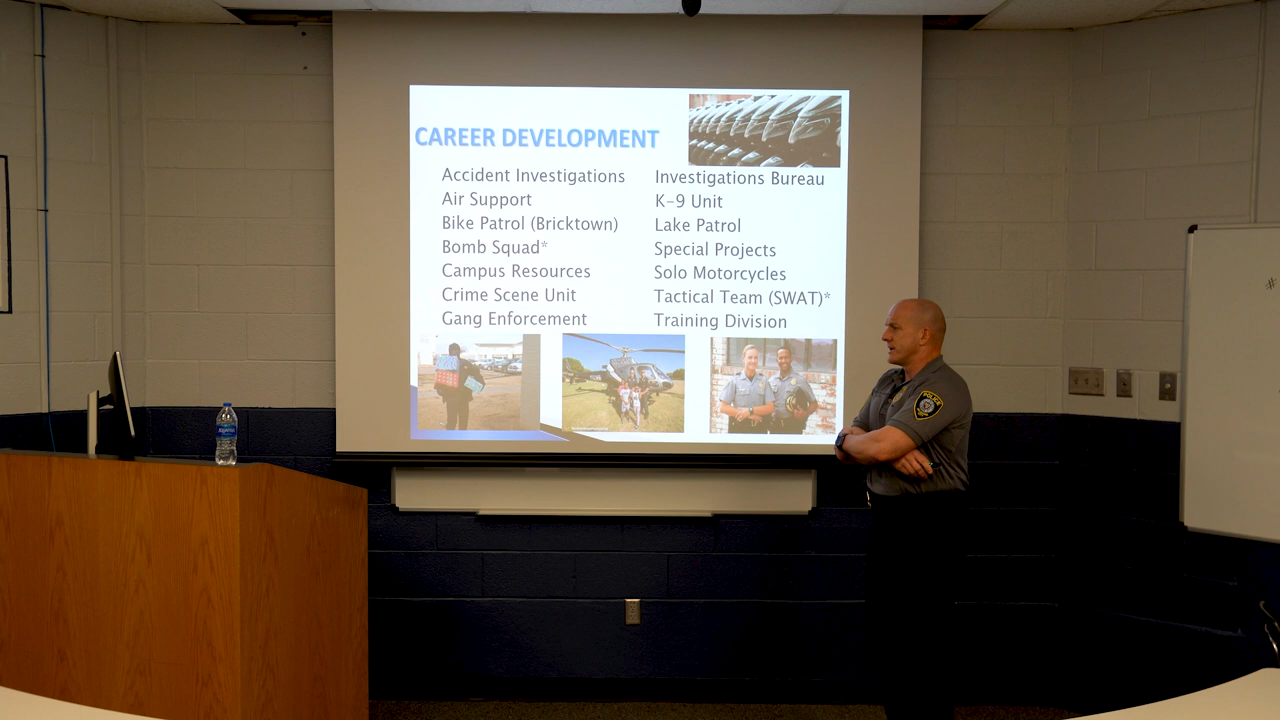 CAREER DEVELOPMENT
Accident Investigations
Air Support
Bike Patrol (Bricktown)
Bomb Squad*
Campus Resources
Crime Scene Unit
Gang Enforcement
Investigations Bureau
K-9 Unit
Lake Patrol
Special Projects
Solo Motorcycles
Tactical Team (SWAT)*
Training Division
POLICE
#